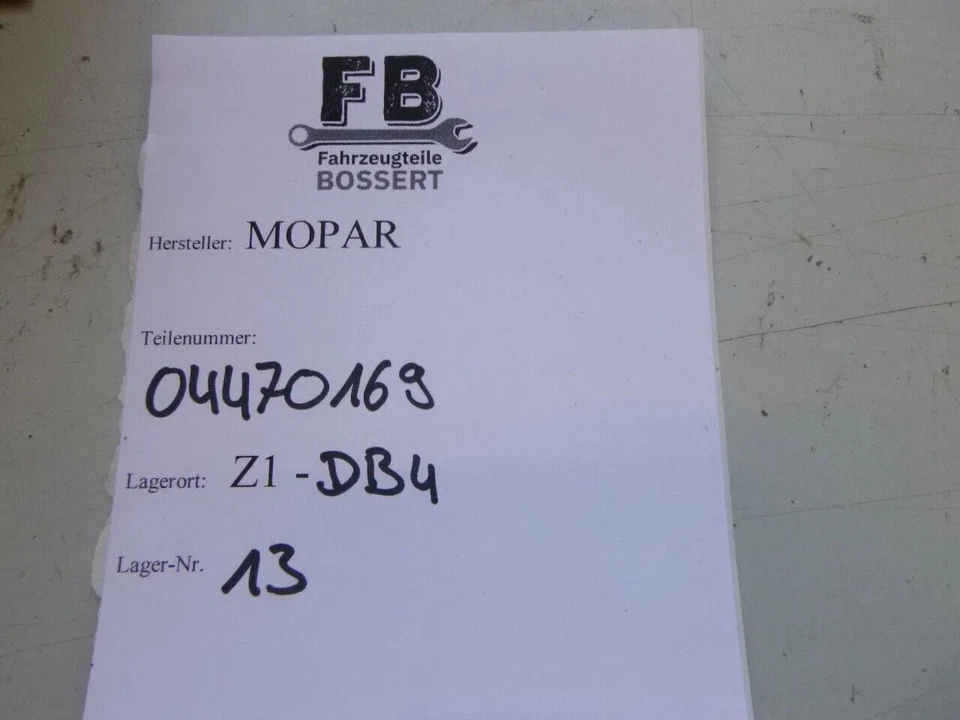 FB
Fahrzeugteile
BOSSERT
Hersteller: MOPAR
Teilenummer:
04470169
Lagerort: Z1 - DB4
Lager-Nr. 13